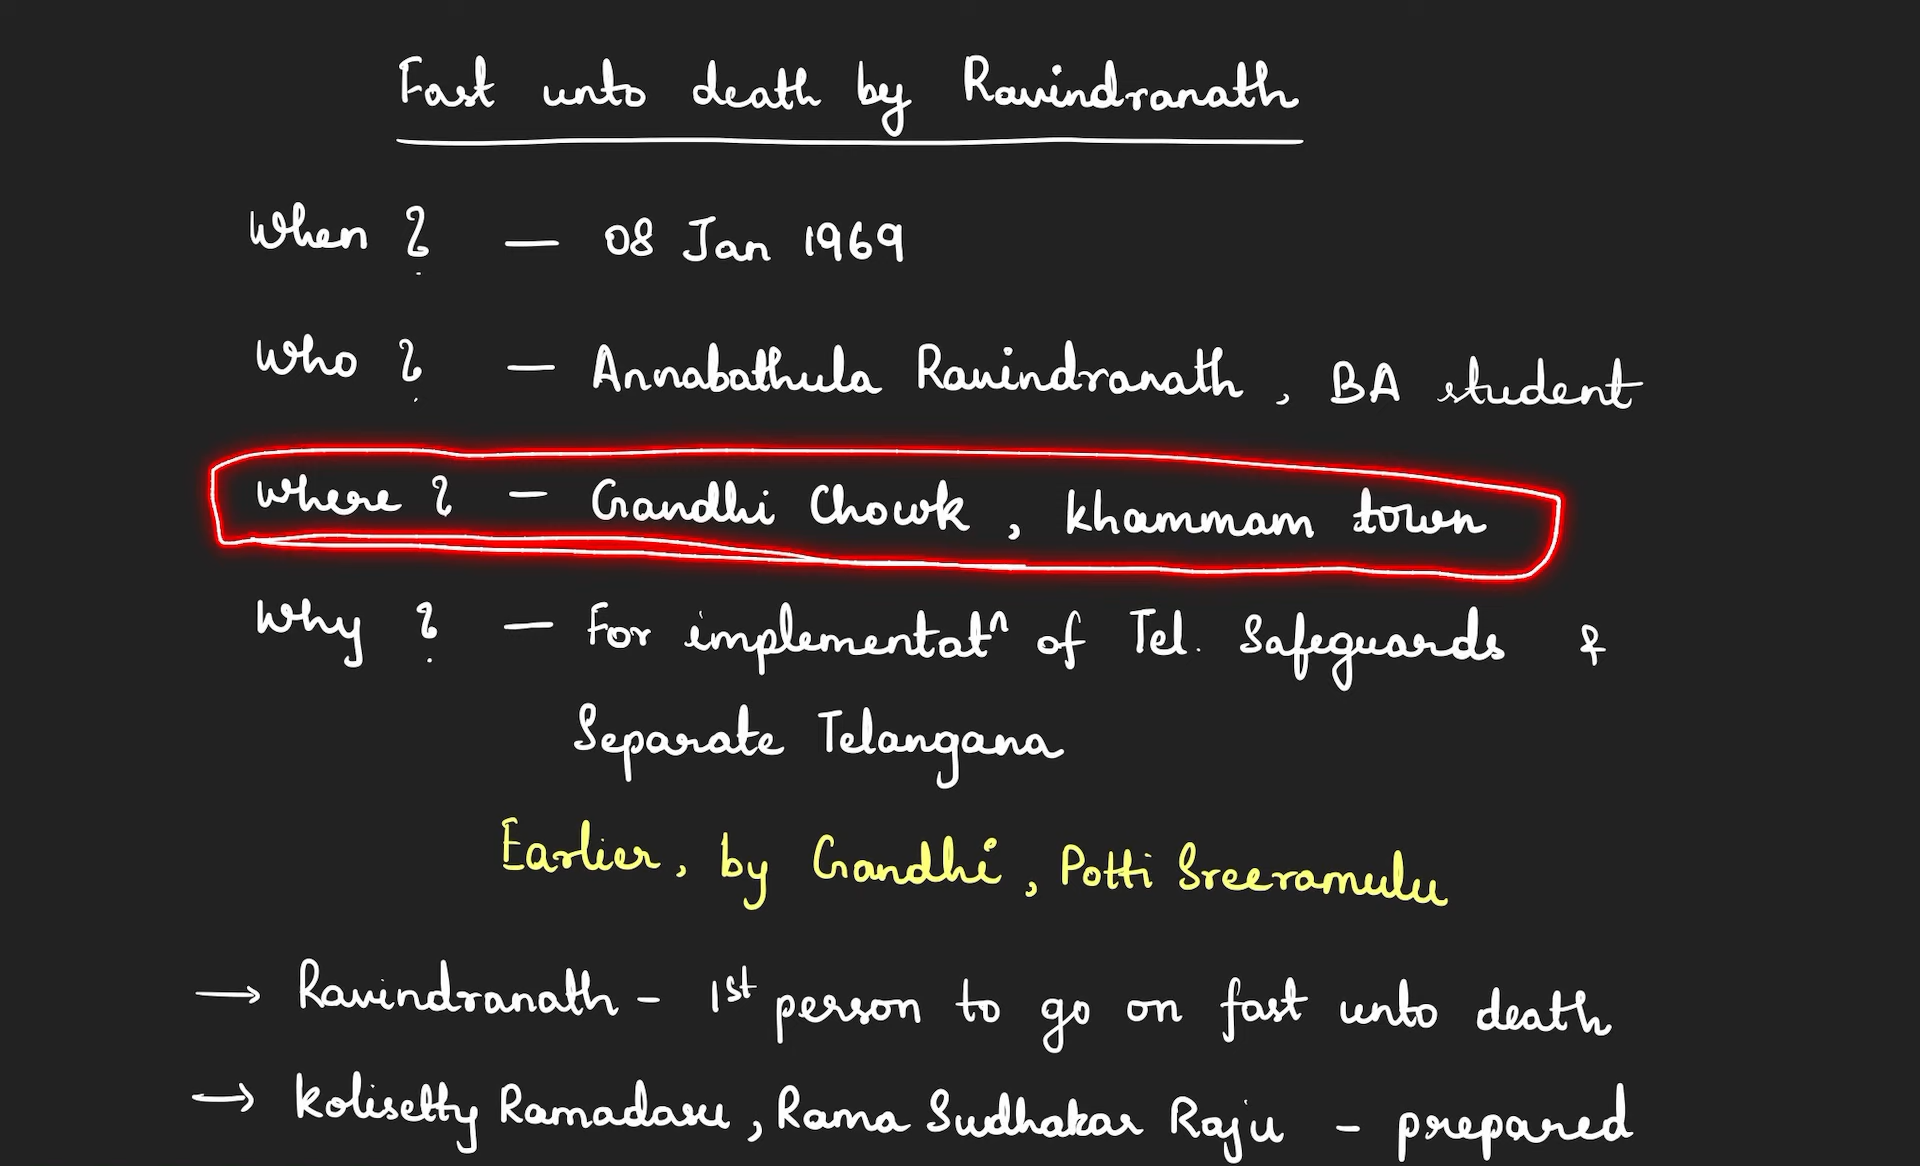 Fast unto death by Ravindranath
When ? — 08 Jan 1969
Who ? — Annabathula Ravindranath, BA student
Where ? — Gandhi Chowk, Khammam town
Why ? — For implementatⁿ of Tel. Safeguards &
Separate Telangana
Earlier, by Gandhi, Potti Sreeramulu
→ Ravindranath - 1st person to go on fast unto death
→ Kolisetty Ramadasu, Rama Sudhakar Raju - prepared